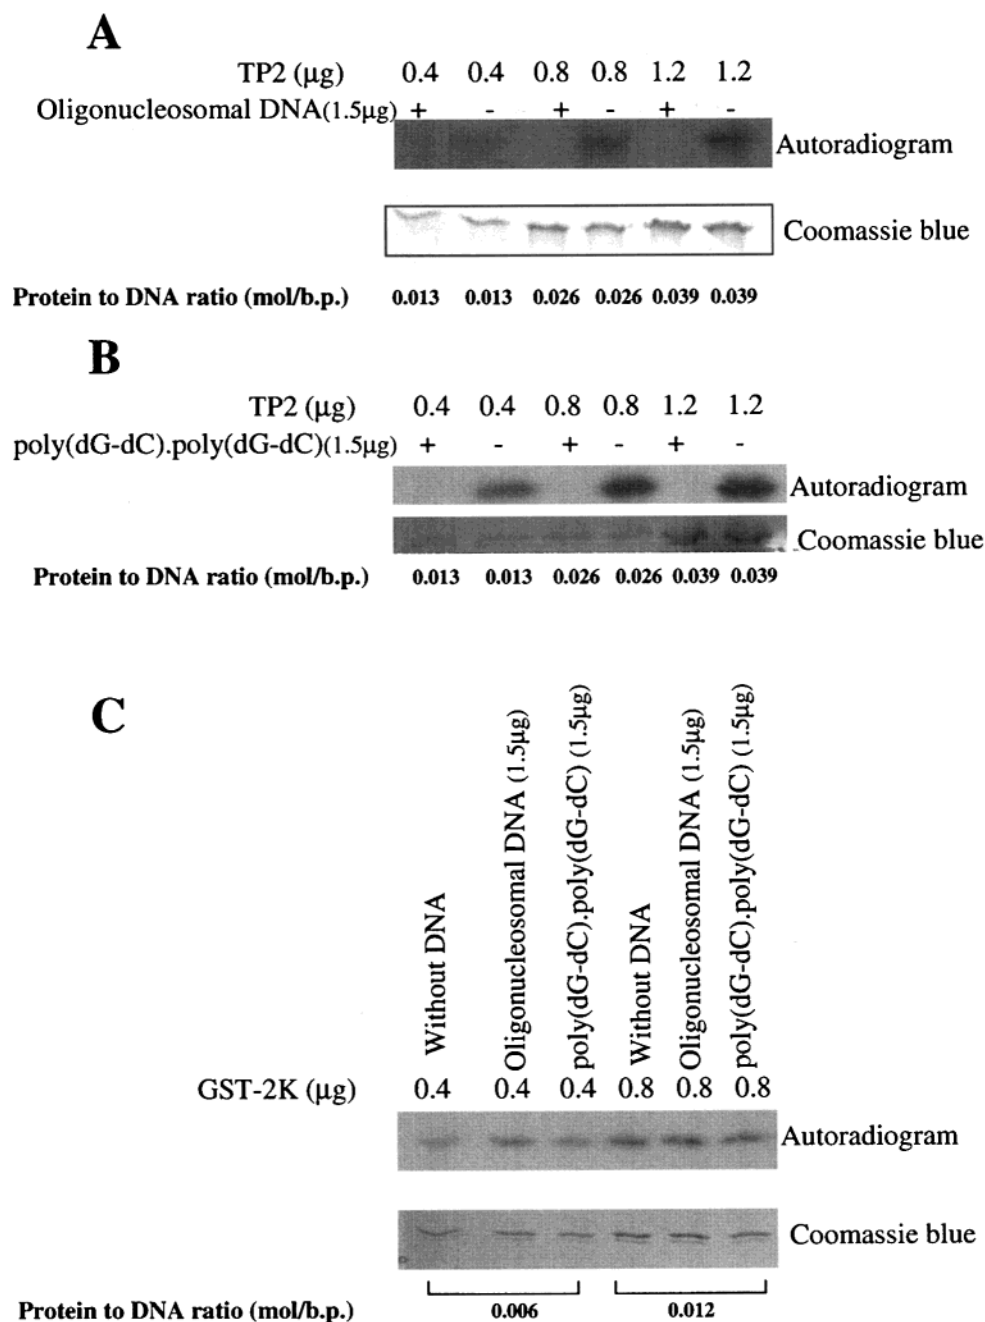 A
TP2 (μg) 0.4 0.4 0.8 0.8 1.2 1.2
Oligonucleosomal DNA(1.5μg) + - + - + -
Autoradiogram
Coomassie blue
Protein to DNA ratio (mol/b.p.) 0.013 0.013 0.026 0.026 0.039 0.039
B
TP2 (μg) 0.4 0.4 0.8 0.8 1.2 1.2
poly(dG-dC).poly(dG-dC)(1.5μg) + - + - + -
Autoradiogram
Coomassie blue
Protein to DNA ratio (mol/b.p.) 0.013 0.013 0.026 0.026 0.039 0.039
C
Without DNA
Oligonucleosomal DNA (1.5μg)
poly(dG-dC).poly(dG-dC) (1.5μg)
Without DNA
Oligonucleosomal DNA (1.5μg)
poly(dG-dC).poly(dG-dC) (1.5μg)
GST-2K (μg) 0.4 0.4 0.4 0.8 0.8 0.8
Autoradiogram
Coomassie blue
Protein to DNA ratio (mol/b.p.) 0.006 0.012